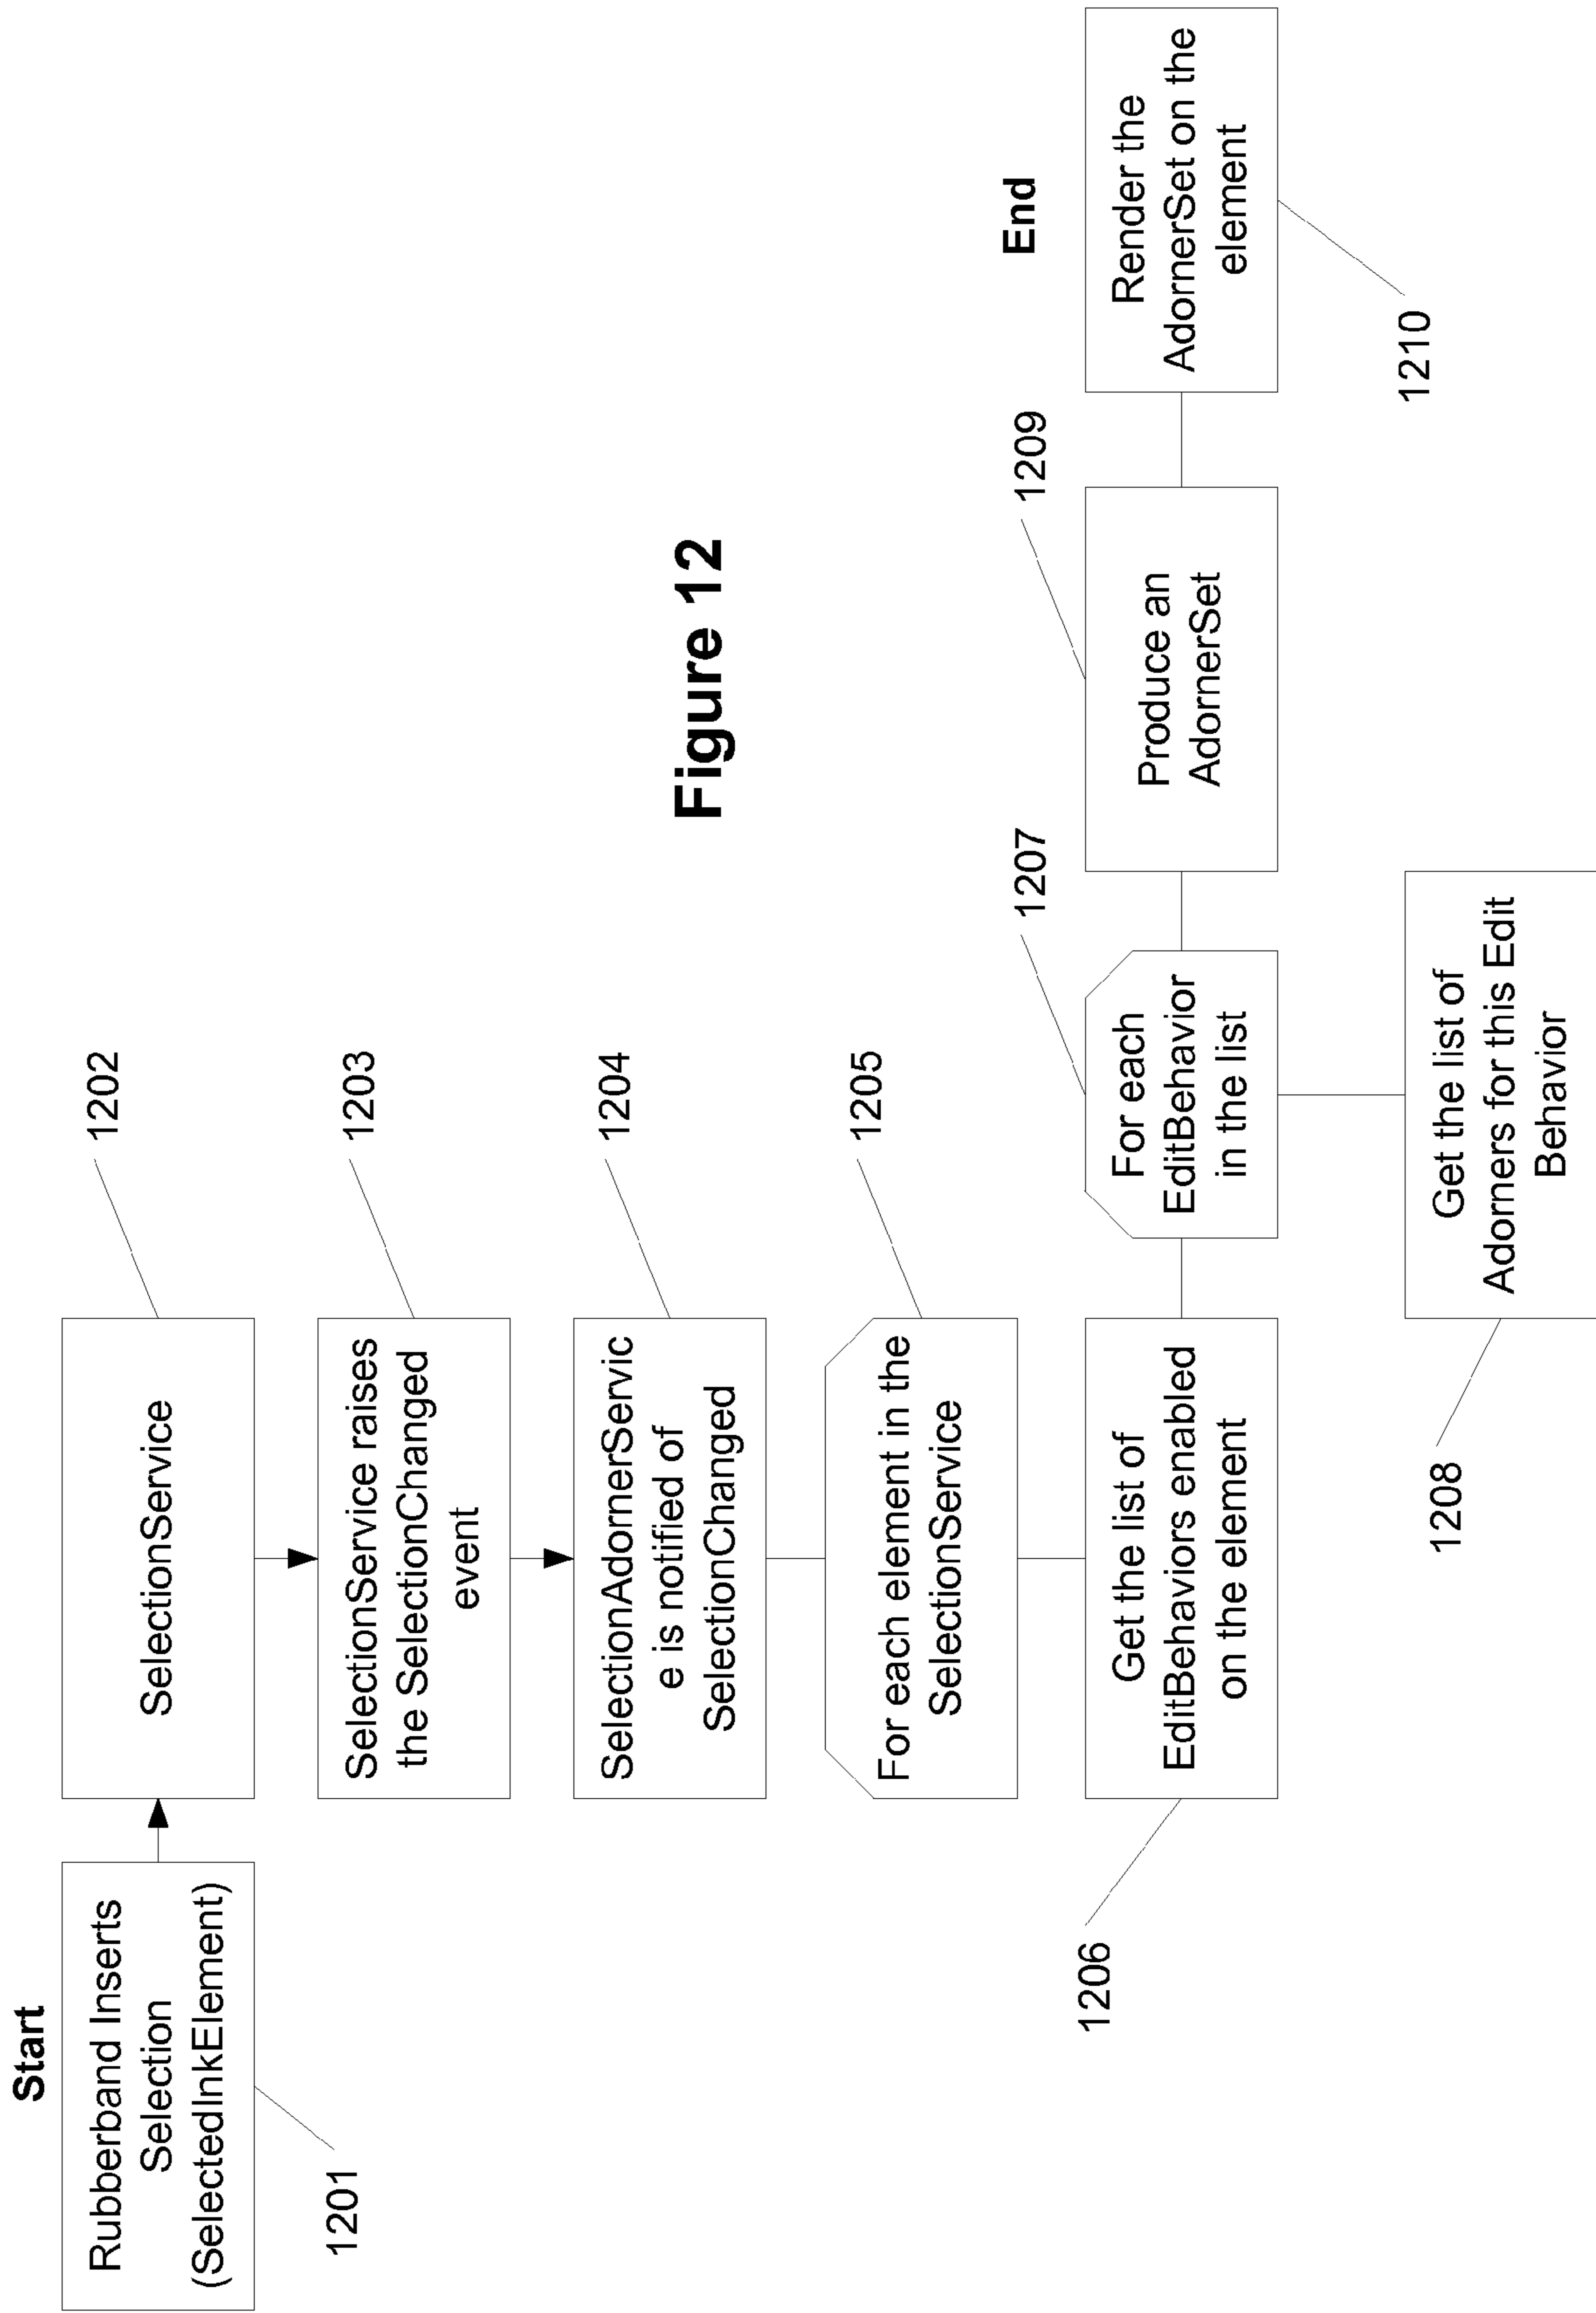 Start
Rubberband Inserts
Selection
(SelectedInkElement)
1201
SelectionService
1202
SelectionService raises
the SelectionChanged
event
1203
SelectionAdornerServic
e is notified of
SelectionChanged
1204
For each element in the
SelectionService
1205
Get the list of
EditBehaviors enabled
on the element
1206
For each
EditBehavior
in the list
1207
Get the list of
Adorners for this Edit
Behavior
1208
Produce an
AdornerSet
1209
End
Render the
AdornerSet on the
element
1210
Figure 12